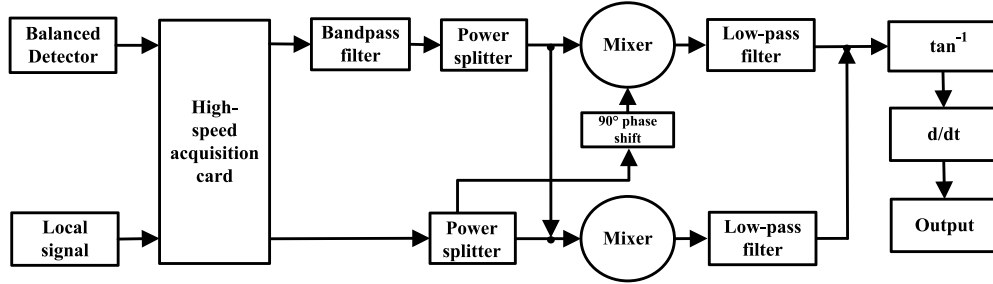 Balanced
Detector
High-
speed
acquisition
card
Bandpass
filter
Power
splitter
Mixer
Low-pass
filter
tan⁻¹
90° phase
shift
d/dt
Local
signal
Power
splitter
Mixer
Low-pass
filter
Output